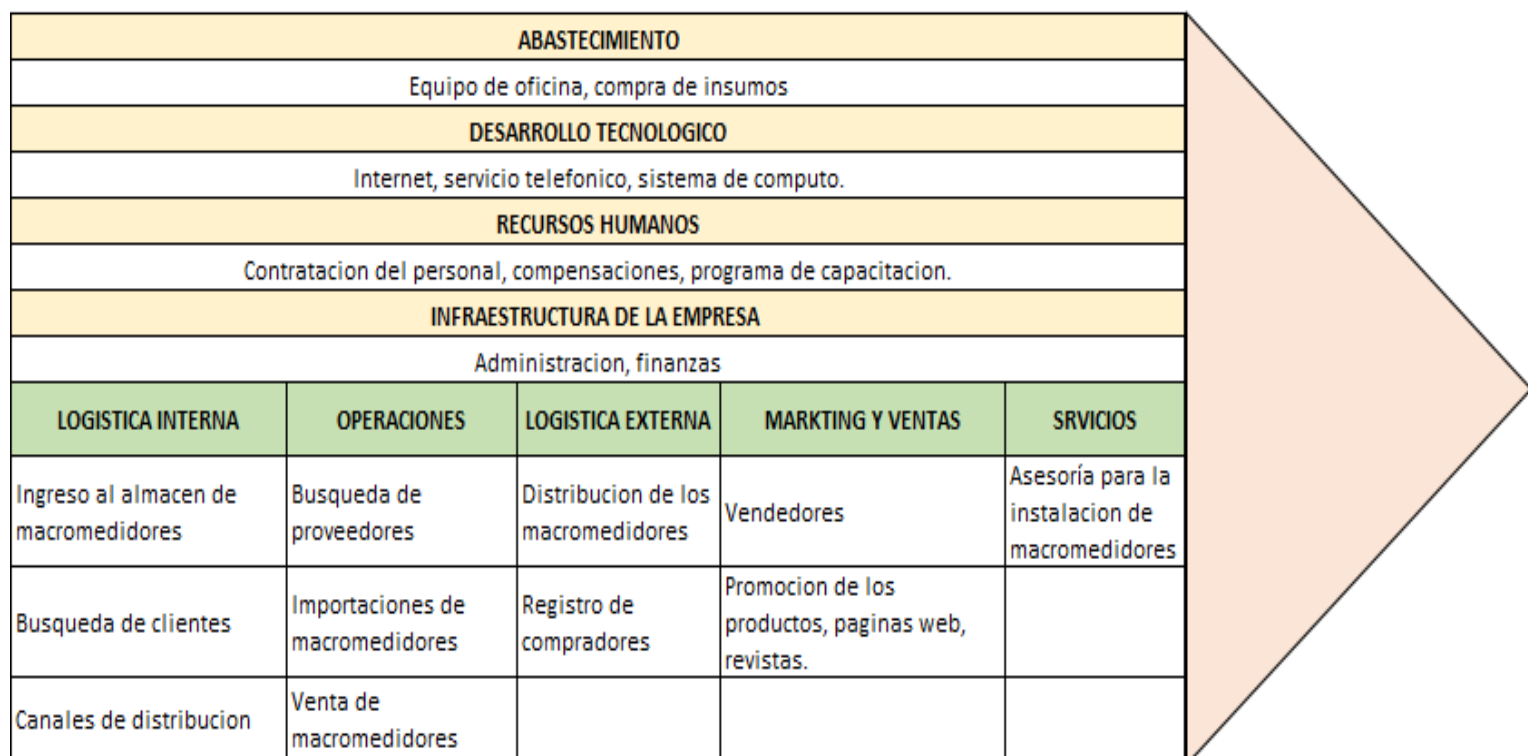 ABASTECIMIENTO
Equipo de oficina, compra de insumos
DESARROLLO TECNOLOGICO
Internet, servicio telefonico, sistema de computo.
RECURSOS HUMANOS
Contratacion del personal, compensaciones, programa de capacitacion.
INFRAESTRUCTURA DE LA EMPRESA
Administracion, finanzas
LOGISTICA INTERNA
OPERACIONES
LOGISTICA EXTERNA
MARKTING Y VENTAS
SRVICIOS
Ingreso al almacen de
macromedidores
Busqueda de
proveedores
Distribucion de los
macromedidores
Vendedores
Asesoría para la
instalacion de
macromedidores
Busqueda de clientes
Importaciones de
macromedidores
Registro de
compradores
Promocion de los
productos, paginas web,
revistas.
Canales de distribucion
Venta de
macromedidores